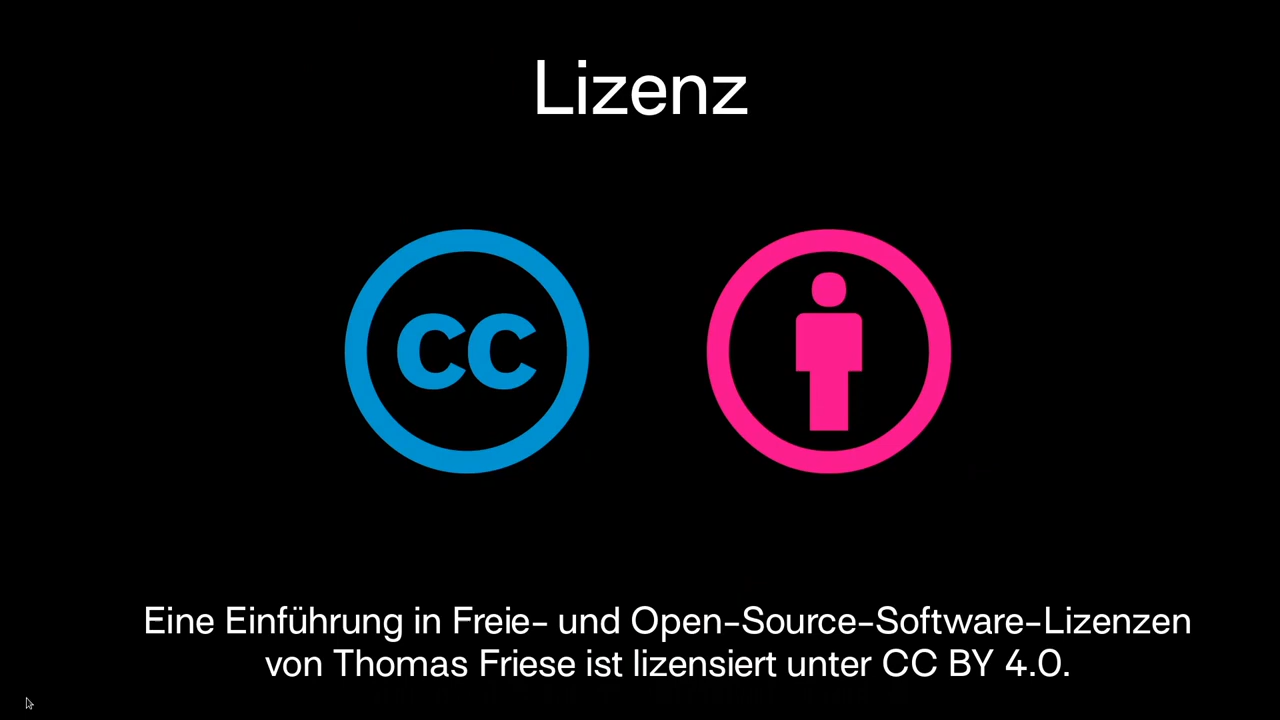 Lizenz
cc
Eine Einführung in Freie- und Open-Source-Software-Lizenzen
von Thomas Friese ist lizensiert unter CC BY 4.0.